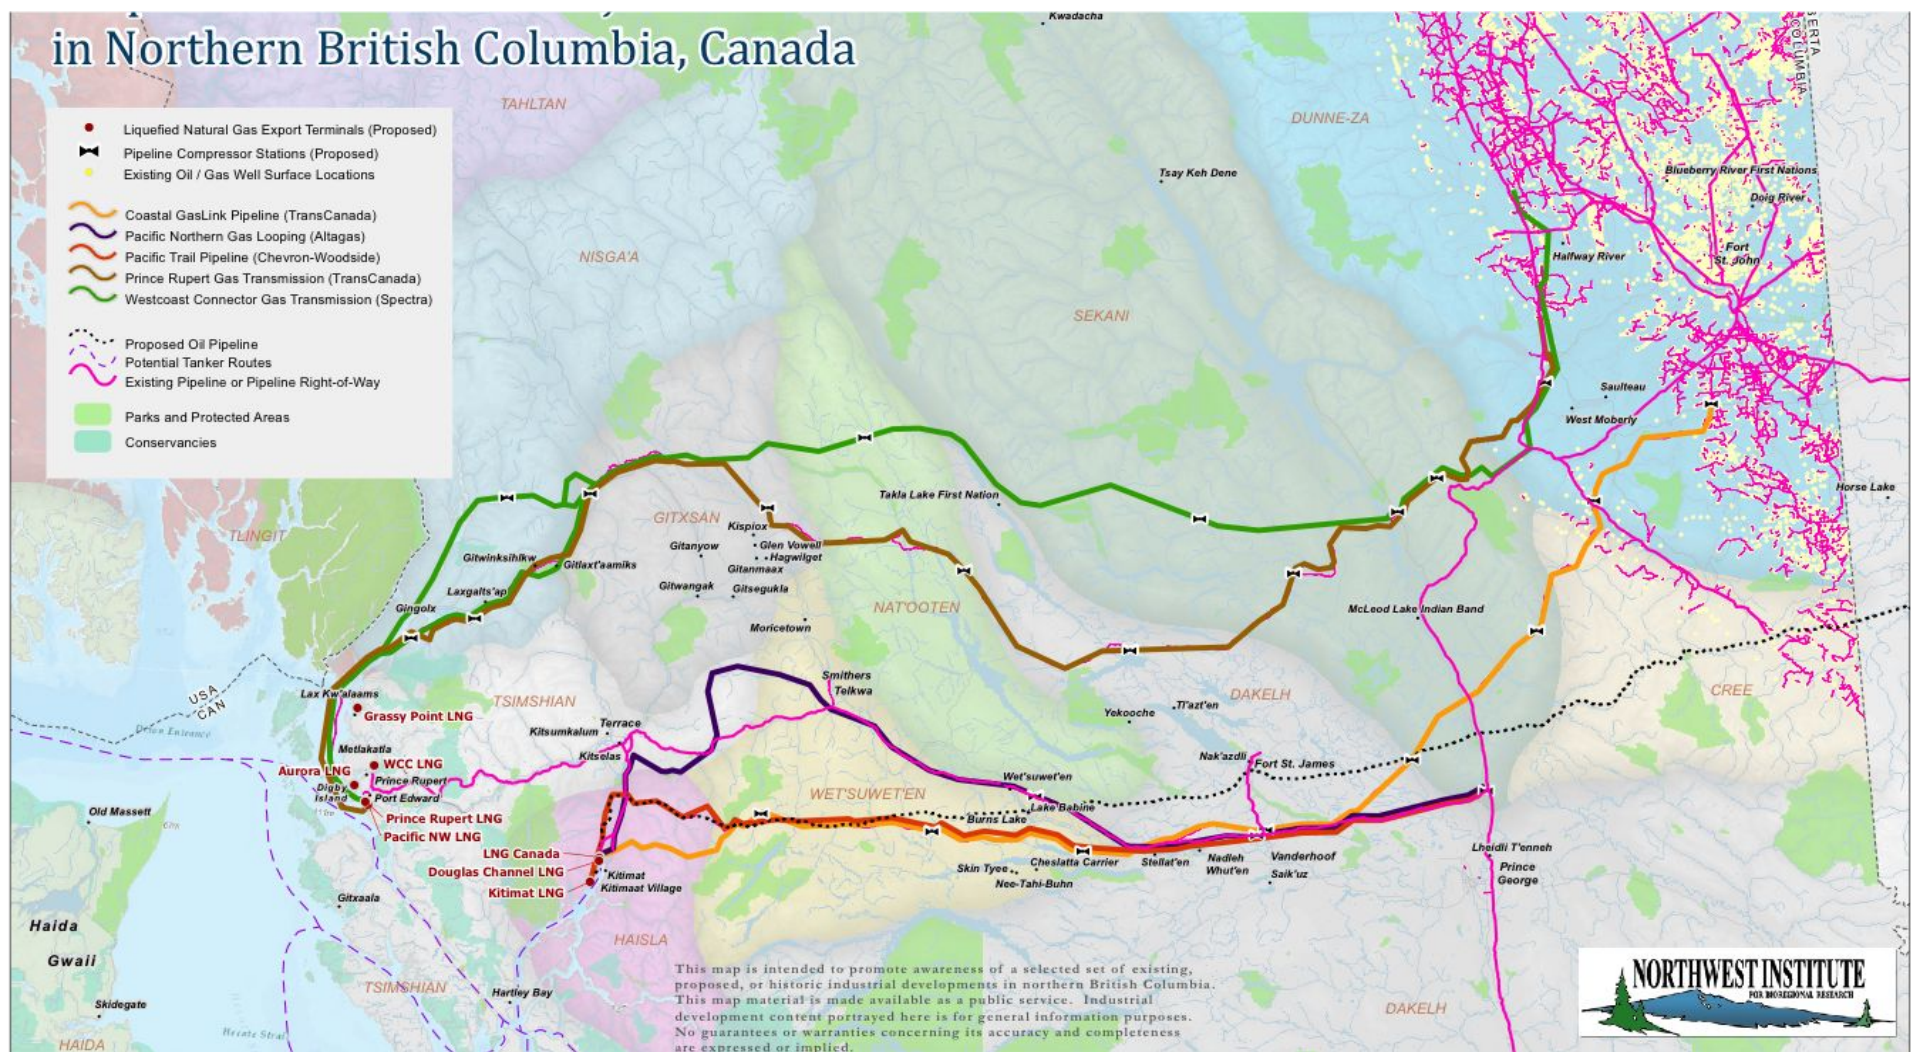 in Northern British Columbia, Canada
Liquefied Natural Gas Export Terminals (Proposed)
Pipeline Compressor Stations (Proposed)
Existing Oil / Gas Well Surface Locations
Coastal GasLink Pipeline (TransCanada)
Pacific Northern Gas Looping (Altagas)
Pacific Trail Pipeline (Chevron-Woodside)
Prince Rupert Gas Transmission (TransCanada)
Westcoast Connector Gas Transmission (Spectra)
Proposed Oil Pipeline
Potential Tanker Routes
Existing Pipeline or Pipeline Right-of-Way
Parks and Protected Areas
Conservancies
Kwadacha
COLUMBIA
TAHLTAN
DUNNE-ZA
Tsay Keh Dene
Blueberry River First Nations
Doig River
NISGA'A
Halfway River
Fort
St. John
SEKANI
Saulteau
West Moberly
Horse Lake
Takla Lake First Nation
TLINGIT
GITXSAN
Kispiox
Gitanyow
Glen Vowell
Hagwilget
Gitanmaax
Gitwangak
Gitsegukla
Gitwinksihlkw
Gitlaxt'aamiks
Laxgalts'ap
Gingolx
Moricetown
NAT'OOTEN
McLeod Lake Indian Band
USA
CAN
Lax Kw'alaams
Grassy Point LNG
TSIMSHIAN
Smithers
Telkwa
DAKELH
CREE
Tl'azt'en
Yekooche
Dixon Entrance
Kitsumkalum
Terrace
Kitselas
Metlakatla
WCC LNG
Aurora LNG
Prince Rupert
Digby
Island
Port Edward
Prince Rupert LNG
Pacific NW LNG
Nak'azdli
Fort St. James
Wet'suwet'en
WET'SUWET'EN
Lake Babine
Burns Lake
Old Massett
LNG Canada
Douglas Channel LNG
Kitimat LNG
Kitimat
Kitimaat Village
Skin Tyee
Cheslatta Carrier
Nee-Tahi-Buhn
Stellat'en
Nadleh
Whut'en
Vanderhoof
Saik'uz
Lheidli T'enneh
Prince
George
Gitxaala
Haida
Gwaii
HAISLA
TSIMSHIAN
Hartley Bay
Skidegate
Hecate Strai
HAIDA
DAKELH
This map is intended to promote awareness of a selected set of existing,
proposed, or historic industrial developments in northern British Columbia.
This map material is made available as a public service. Industrial
development content portrayed here is for general information purposes.
No guarantees or warranties concerning its accuracy and completeness
are expressed or implied.
NORTHWEST INSTITUTE
FOR BIOREGIONAL RESEARCH